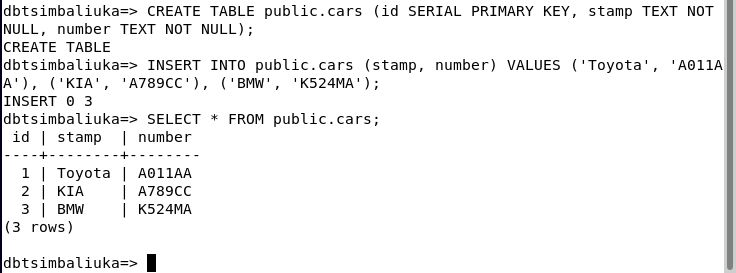 dbtsimbaliuka=> CREATE TABLE public.cars (id SERIAL PRIMARY KEY, stamp TEXT NOT
NULL, number TEXT NOT NULL);
CREATE TABLE
dbtsimbaliuka=> INSERT INTO public.cars (stamp, number) VALUES ('Toyota', 'A011A
A'), ('KIA', 'A789CC'), ('BMW', 'K524MA');
INSERT 0 3
dbtsimbaliuka=> SELECT * FROM public.cars;
 id | stamp  | number
----+--------+--------
  1 | Toyota | A011AA
  2 | KIA    | A789CC
  3 | BMW    | K524MA
(3 rows)

dbtsimbaliuka=>